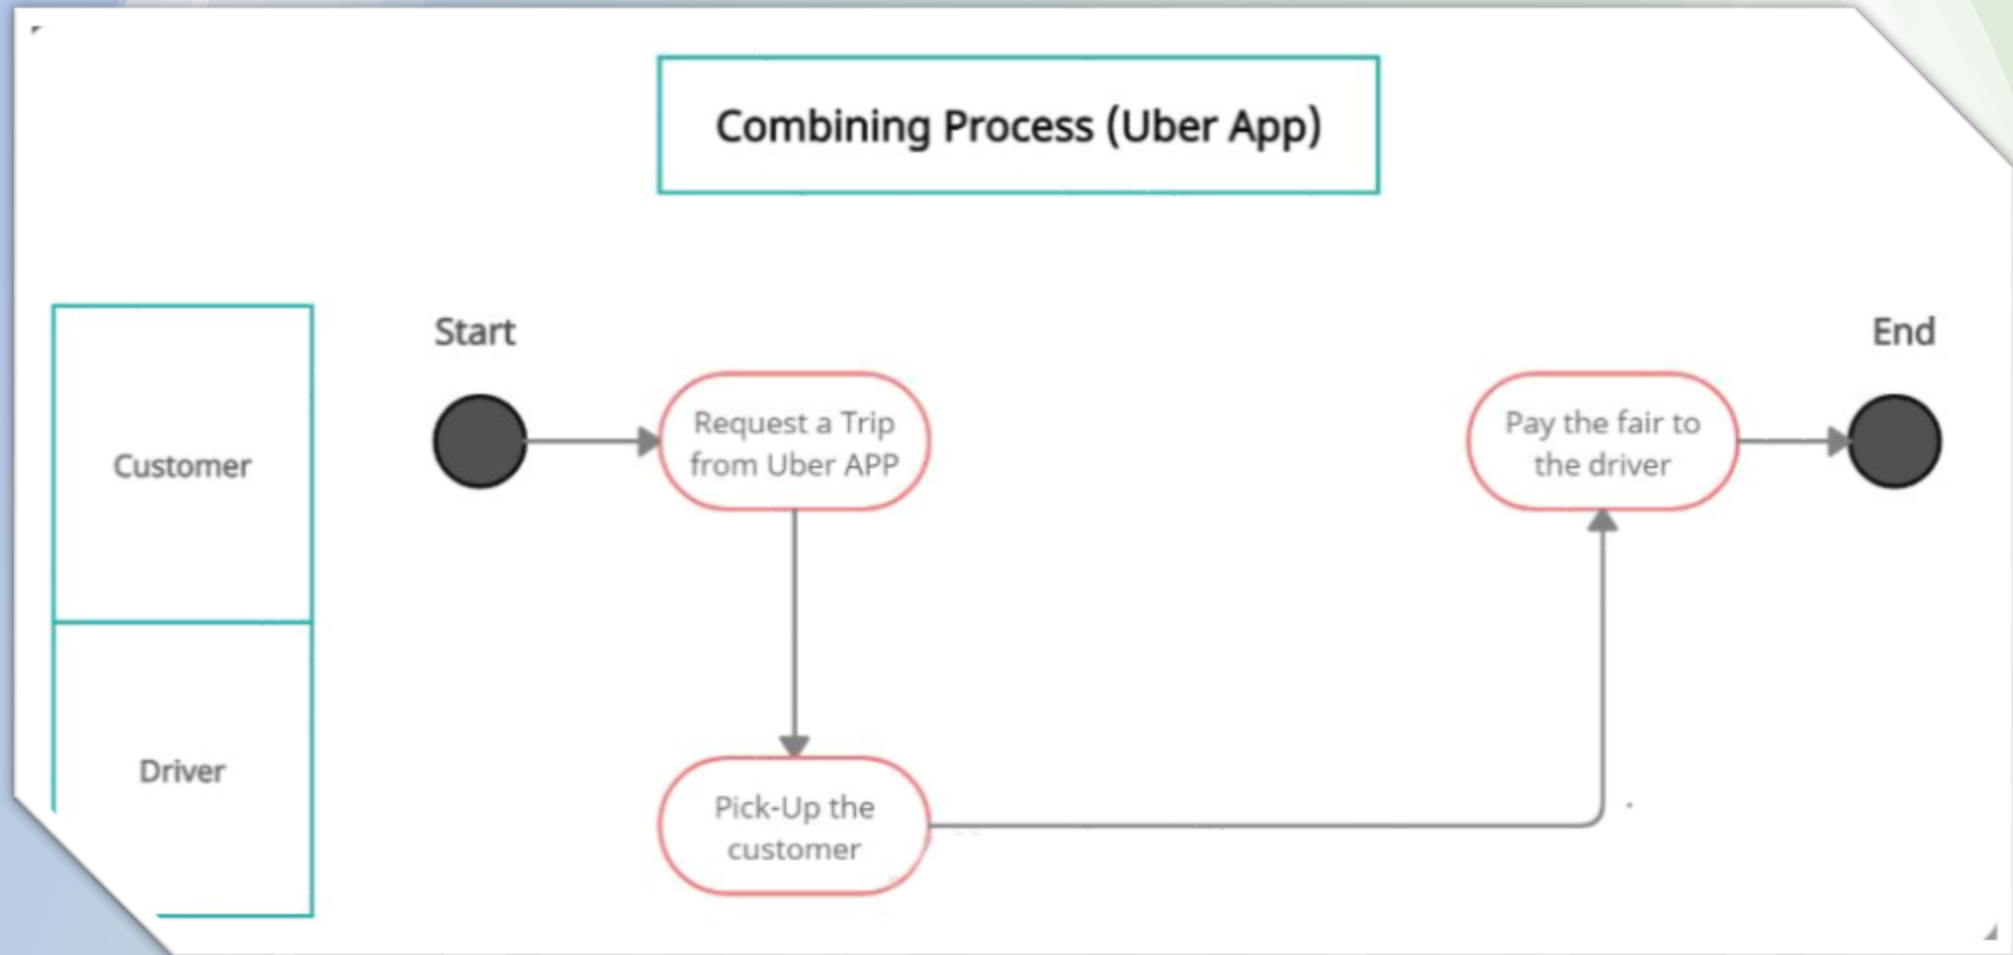 Combining Process (Uber App)
Start
End
Customer
Request a Trip
from Uber APP
Pay the fair to
the driver
Driver
Pick-Up the
customer